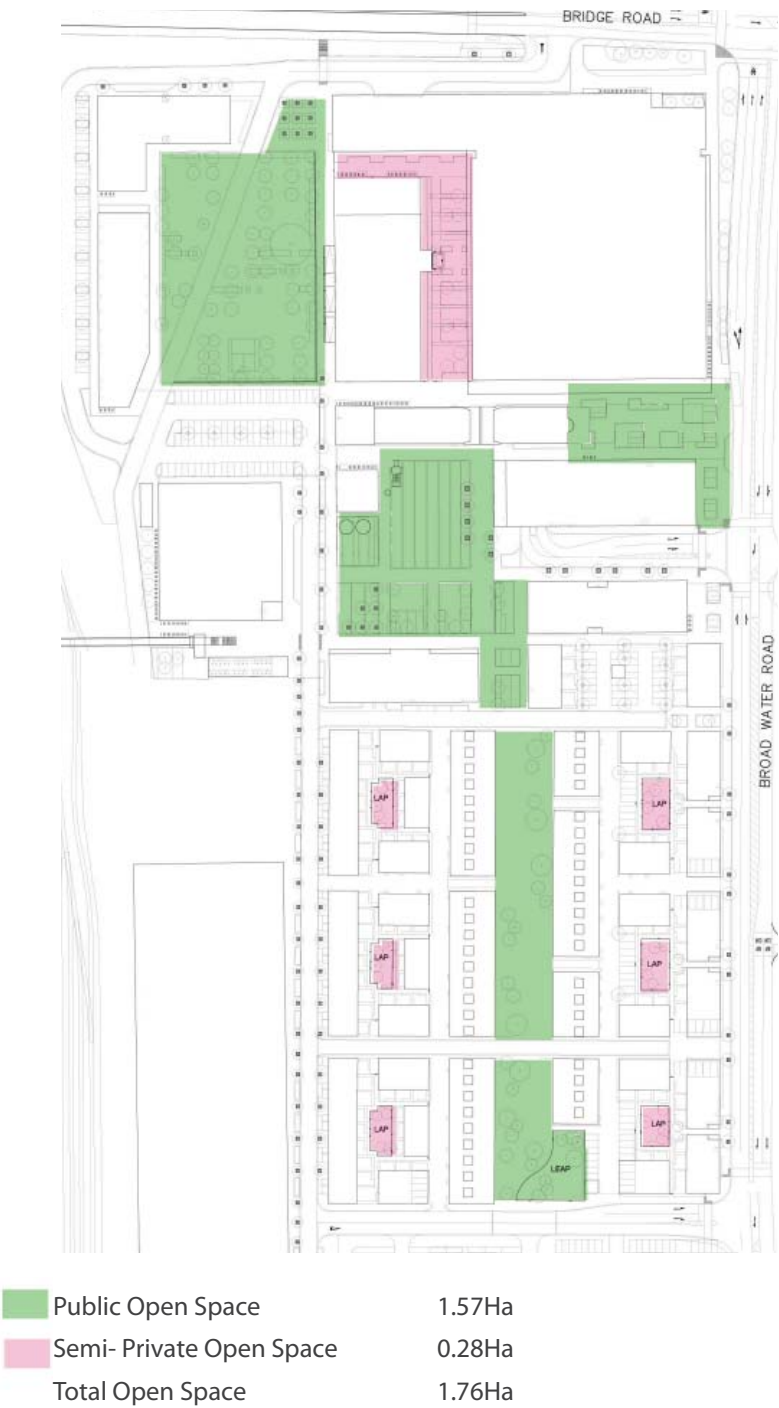 BRIDGE ROAD
BROAD WATER ROAD
LAP
LAP
LAP
LAP
LAP
LAP
LEAP
Public Open Space 1.57Ha
Semi- Private Open Space 0.28Ha
Total Open Space 1.76Ha